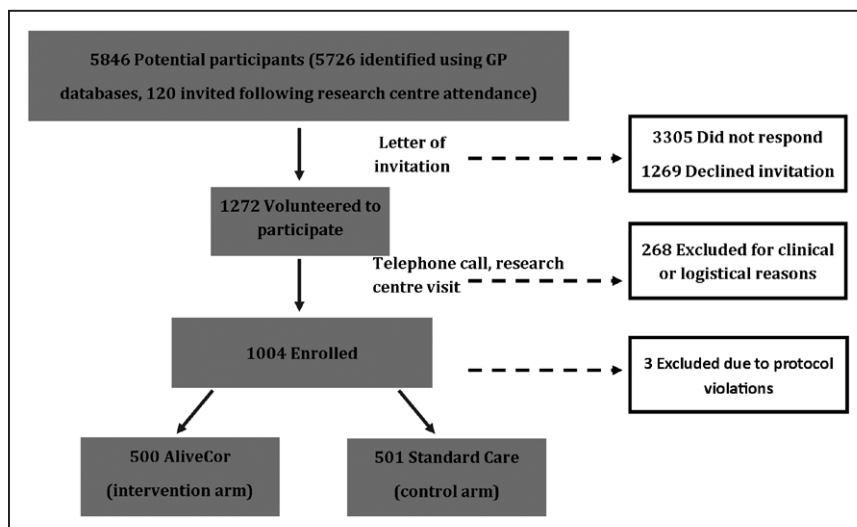 5846 Potential participants (5726 identified using GP
databases, 120 invited following research centre attendance)
Letter of
invitation
3305 Did not respond
1269 Declined invitation
1272 Volunteered to
participate
Telephone call, research
centre visit
268 Excluded for clinical
or logistical reasons
1004 Enrolled
3 Excluded due to protocol
violations
500 AliveCor
(intervention arm)
501 Standard Care
(control arm)